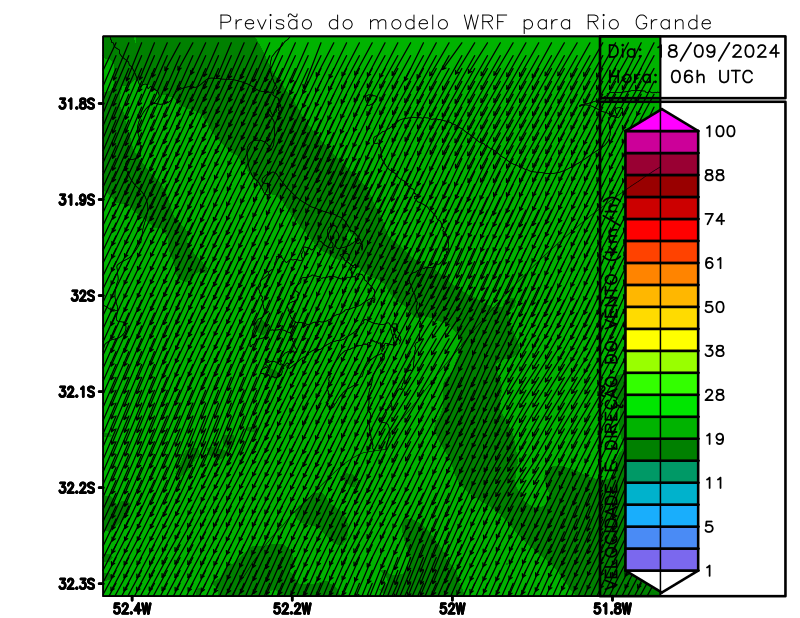 Previsão do modelo WRF para Rio Grande
Dia: 18/09/2024
Hora: 06h UTC
31.8S
31.9S
32S
32.1S
32.2S
32.3S
52.4W
52.2W
52W
51.8W
VELOCIDADE E DIREÇÃO DO VENTO (km/h)
100
88
74
61
50
38
28
19
11
5
1